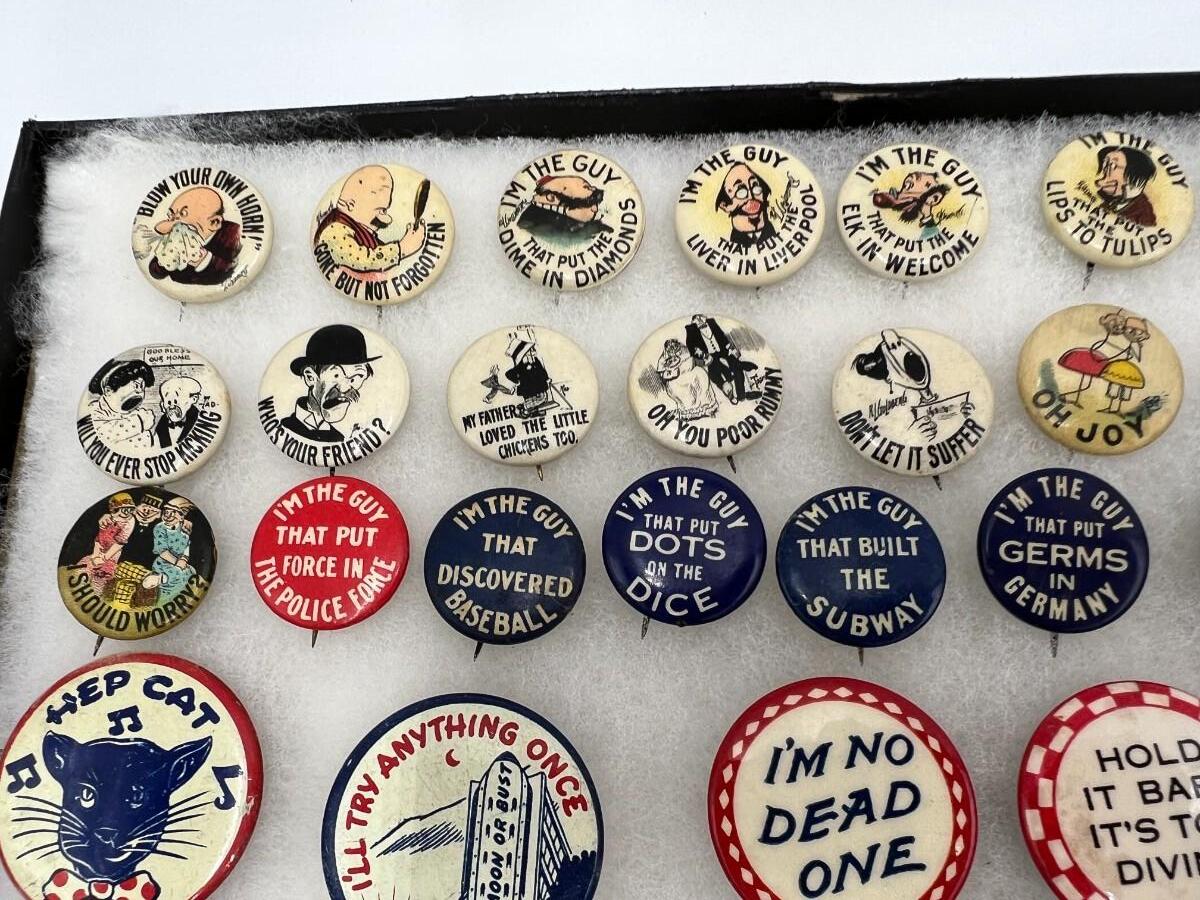 "BLOW YOUR OWN HORN!"
GONE BUT NOT FORGOTTEN
I'M THE GUY
THAT PUT THE
DIME IN DIAMONDS
I'M THE GUY
THAT PUT THE
LIVER IN LIVERPOOL
I'M THE GUY
THAT PUT THE
ELK IN WELCOME
I'M THE GUY
THAT PUT THE
LIPS TO TULIPS
GOD BLESS
OUR HOME
TAD-
WILL YOU EVER STOP KICKING
WHO'S YOUR FRIEND?
MY FATHER
LOVED THE LITTLE
CHICKENS TOO.
OH YOU POOR RUMMY
DON'T LET IT SUFFER
OH JOY
I SHOULD WORRY?
I'M THE GUY
THAT PUT
FORCE IN
THE POLICE FORCE
I'M THE GUY
THAT
DISCOVERED
BASEBALL
I'M THE GUY
THAT PUT
DOTS
ON THE
DICE
I'M THE GUY
THAT BUILT
THE
SUBWAY
I'M THE GUY
THAT PUT
GERMS
IN
GERMANY
HEP CAT
I'LL TRY ANYTHING ONCE
MOON OR BUST
I'M NO
DEAD
ONE
HOLD
IT
IT'S